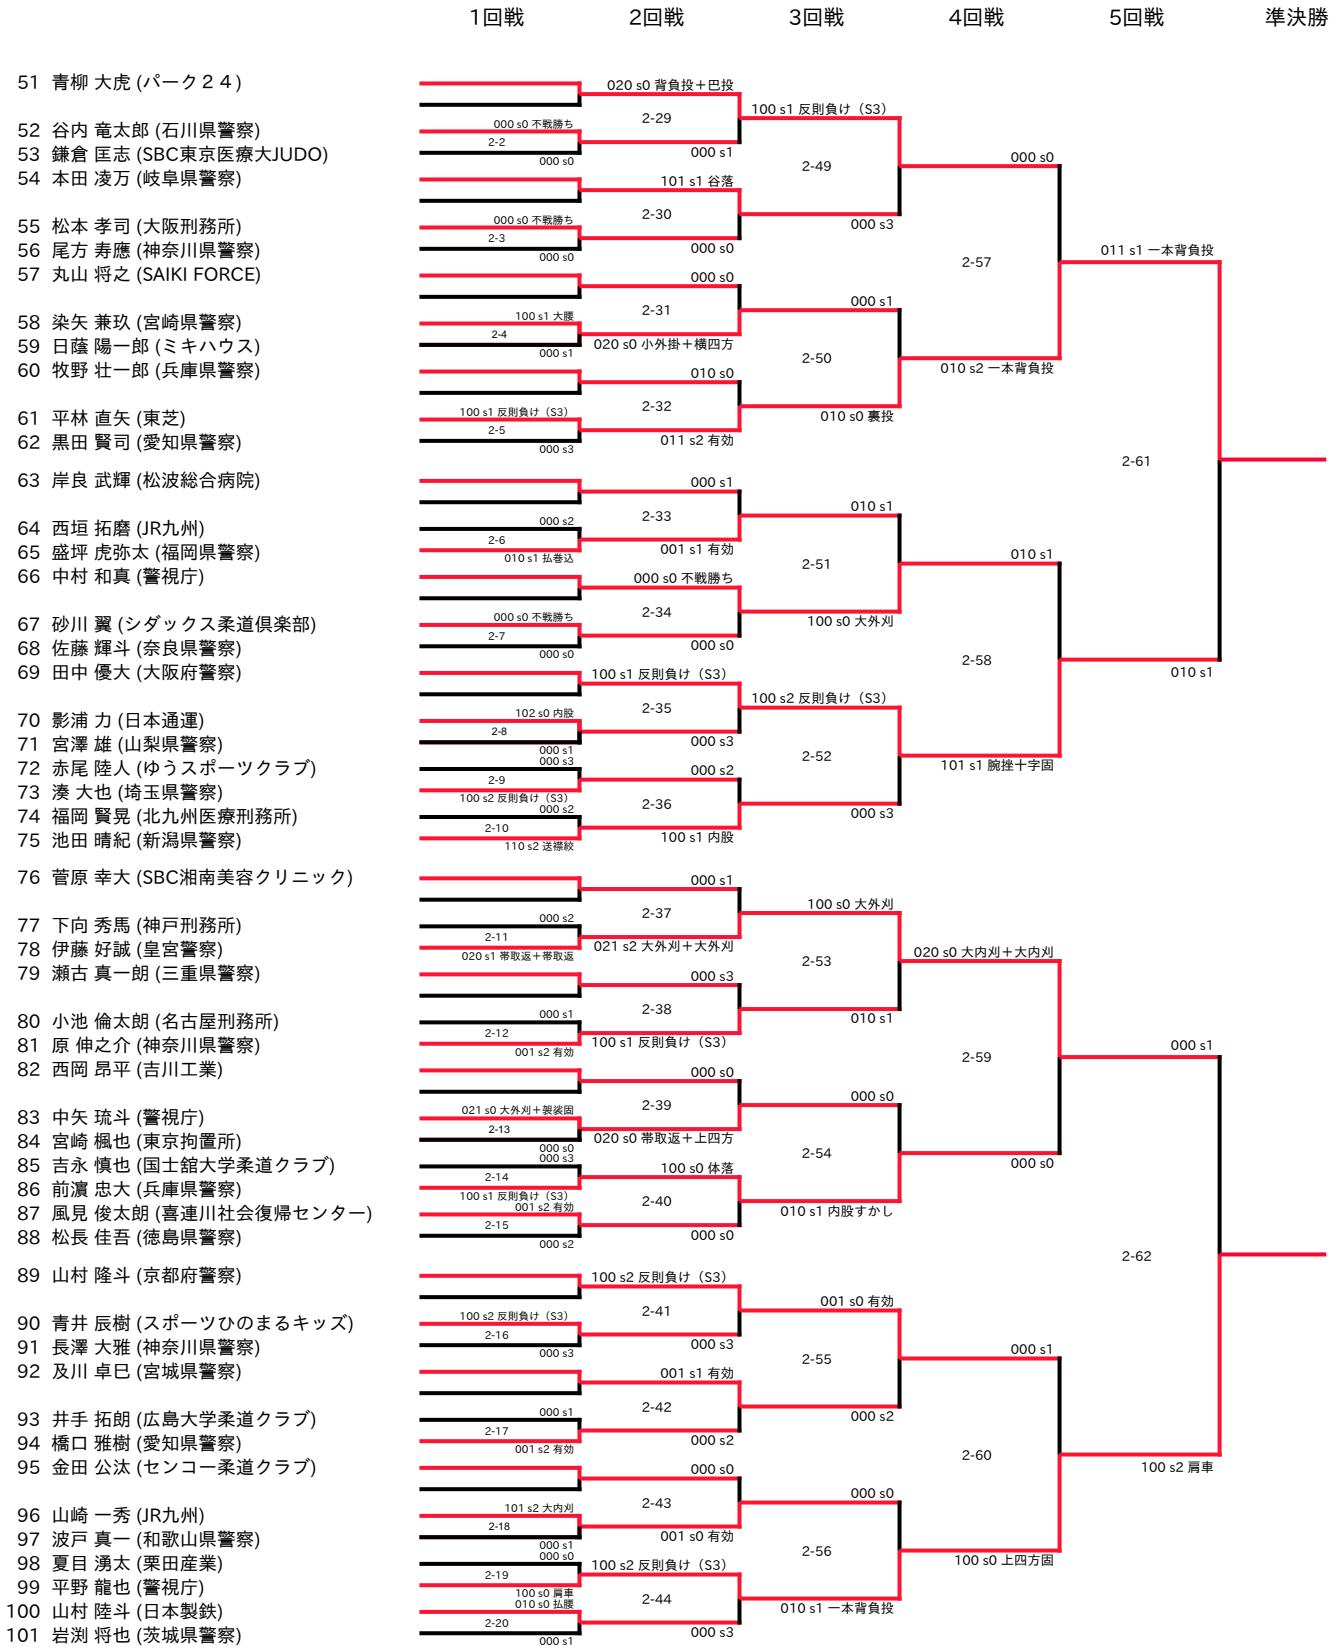 1回戦 2回戦 3回戦 4回戦 5回戦 準決勝
51 青柳 大虎 (パーク２４)
020 s0 背負投＋巴投
2-29
100 s1 反則負け（S3）
52 谷内 竜太郎 (石川県警察)
000 s0 不戦勝ち
2-2
53 鎌倉 匡志 (SBC東京医療大JUDO)
000 s0
000 s1
2-49
000 s0
54 本田 凌万 (岐阜県警察)
101 s1 谷落
2-30
55 松本 孝司 (大阪刑務所)
000 s0 不戦勝ち
2-3
000 s3
56 尾方 寿應 (神奈川県警察)
000 s0
000 s0
2-57
011 s1 一本背負投
57 丸山 将之 (SAIKI FORCE)
000 s0
2-31
000 s1
58 染矢 兼玖 (宮崎県警察)
100 s1 大腰
2-4
59 日蔭 陽一郎 (ミキハウス)
000 s1
020 s0 小外掛＋横四方
2-50
010 s2 一本背負投
60 牧野 壮一郎 (兵庫県警察)
010 s0
2-32
61 平林 直矢 (東芝)
100 s1 反則負け（S3）
2-5
010 s0 裏投
62 黒田 賢司 (愛知県警察)
000 s3
011 s2 有効
2-61
63 岸良 武輝 (松波総合病院)
000 s1
2-33
010 s1
64 西垣 拓磨 (JR九州)
000 s2
2-6
65 盛坪 虎弥太 (福岡県警察)
010 s1 払巻込
001 s1 有効
2-51
010 s1
66 中村 和真 (警視庁)
000 s0 不戦勝ち
2-34
67 砂川 翼 (シダックス柔道倶楽部)
000 s0 不戦勝ち
2-7
100 s0 大外刈
68 佐藤 輝斗 (奈良県警察)
000 s0
000 s0
2-58
010 s1
69 田中 優大 (大阪府警察)
100 s1 反則負け（S3）
2-35
100 s2 反則負け（S3）
70 影浦 力 (日本通運)
102 s0 内股
2-8
71 宮澤 雄 (山梨県警察)
000 s1
000 s3
2-52
101 s1 腕挫十字固
72 赤尾 陸人 (ゆうスポーツクラブ)
000 s3
2-9
000 s2
73 湊 大也 (埼玉県警察)
100 s2 反則負け（S3）
2-36
000 s3
74 福岡 賢晃 (北九州医療刑務所)
000 s2
2-10
75 池田 晴紀 (新潟県警察)
110 s2 送襟絞
100 s1 内股
76 菅原 幸大 (SBC湘南美容クリニック)
000 s1
2-37
100 s0 大外刈
77 下向 秀馬 (神戸刑務所)
000 s2
2-11
78 伊藤 好誠 (皇宮警察)
020 s1 帯取返＋帯取返
021 s2 大外刈＋大外刈
2-53
020 s0 大内刈＋大内刈
79 瀬古 真一朗 (三重県警察)
000 s3
2-38
80 小池 倫太朗 (名古屋刑務所)
000 s1
2-12
010 s1
81 原 伸之介 (神奈川県警察)
001 s2 有効
100 s1 反則負け（S3）
2-59
000 s1
82 西岡 昂平 (吉川工業)
000 s0
2-39
000 s0
83 中矢 琉斗 (警視庁)
021 s0 大外刈＋袈裟固
2-13
84 宮崎 楓也 (東京拘置所)
000 s0
020 s0 帯取返＋上四方
2-54
000 s0
85 吉永 慎也 (国士舘大学柔道クラブ)
000 s3
2-14
100 s0 体落
86 前濵 忠大 (兵庫県警察)
100 s1 反則負け（S3）
2-40
010 s1 内股すかし
87 風見 俊太朗 (喜連川社会復帰センター)
001 s2 有効
2-15
88 松長 佳吾 (徳島県警察)
000 s2
000 s0
2-62
89 山村 隆斗 (京都府警察)
100 s2 反則負け（S3）
2-41
001 s0 有効
90 青井 辰樹 (スポーツひのまるキッズ)
100 s2 反則負け（S3）
2-16
91 長澤 大雅 (神奈川県警察)
000 s3
000 s3
2-55
000 s1
92 及川 卓巳 (宮城県警察)
001 s1 有効
2-42
93 井手 拓朗 (広島大学柔道クラブ)
000 s1
2-17
000 s2
94 橋口 雅樹 (愛知県警察)
001 s2 有効
000 s2
2-60
100 s2 肩車
95 金田 公汰 (センコー柔道クラブ)
000 s0
2-43
000 s0
96 山崎 一秀 (JR九州)
101 s2 大内刈
2-18
97 波戸 真一 (和歌山県警察)
000 s1
001 s0 有効
2-56
100 s0 上四方固
98 夏目 湧太 (栗田産業)
000 s0
2-19
100 s2 反則負け（S3）
99 平野 龍也 (警視庁)
100 s0 肩車
2-44
010 s1 一本背負投
100 山村 陸斗 (日本製鉄)
010 s0 払腰
2-20
101 岩渕 将也 (茨城県警察)
000 s1
000 s3